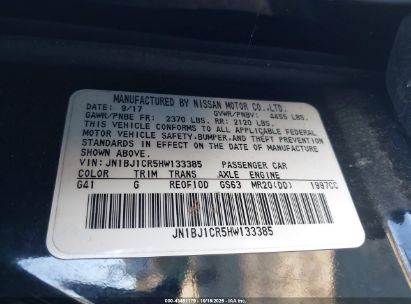 MANUFACTURED BY NISSAN MOTOR CO.,LTD.
DATE: 9/17 GVWR/PNBV: 4455 LBS.
GAWR/PNBE FR: 2370 LBS. RR: 2120 LBS.
THIS VEHICLE CONFORMS TO ALL APPLICABLE FEDERAL
MOTOR VEHICLE SAFETY,BUMPER,AND THEFT PREVENTION
STANDARDS IN EFFECT ON THE DATE OF MANUFACTURE
SHOWN ABOVE.
VIN: JN1BJ1CR5HW133385 PASSENGER CAR
COLOR TRIM TRANS AXLE ENGINE
G41 G RE0F10D GS63 MR20(DD) 1997CC
JN1BJ1CR5HW133385